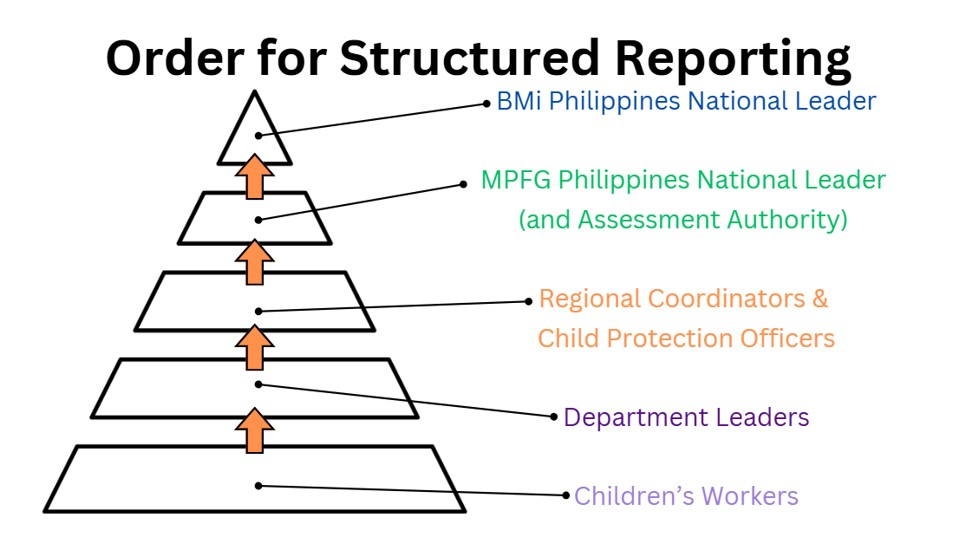 Order for Structured Reporting
BMi Philippines National Leader
MPFG Philippines National Leader
(and Assessment Authority)
Regional Coordinators &
Child Protection Officers
Department Leaders
Children’s Workers